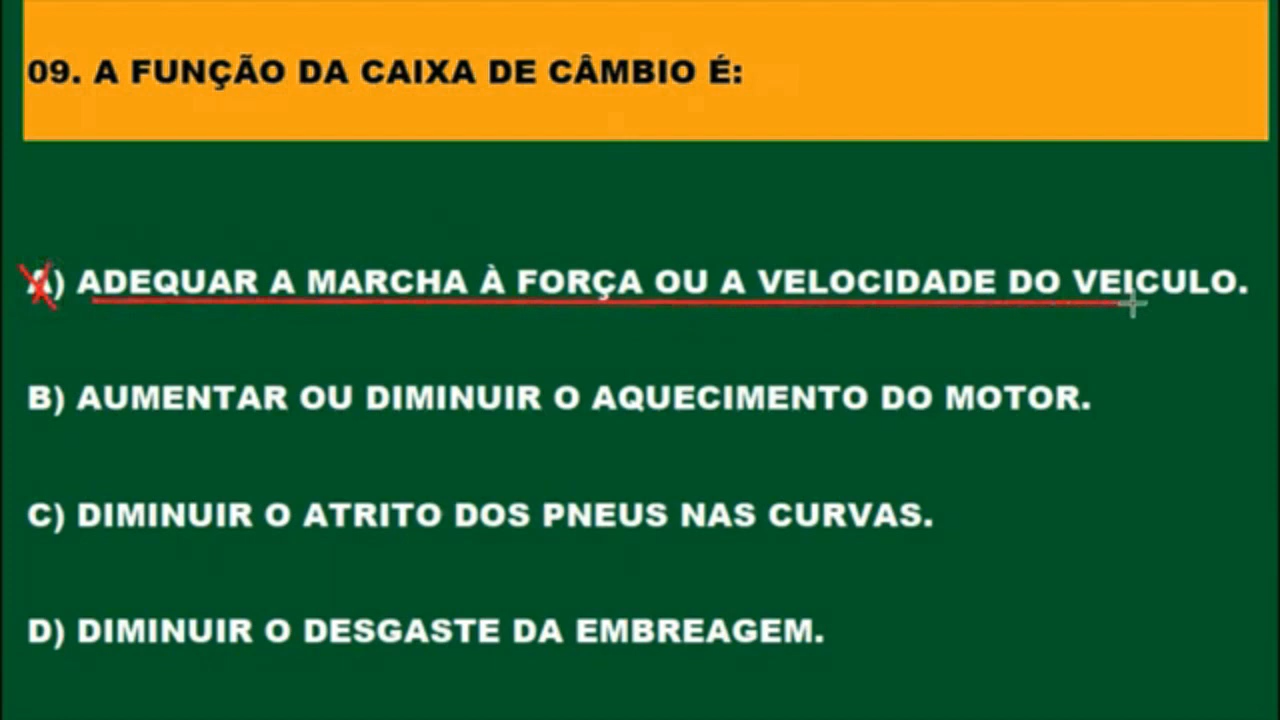 09. A FUNÇÃO DA CAIXA DE CÂMBIO É:
A) ADEQUAR A MARCHA À FORÇA OU A VELOCIDADE DO VEICULO.
B) AUMENTAR OU DIMINUIR O AQUECIMENTO DO MOTOR.
C) DIMINUIR O ATRITO DOS PNEUS NAS CURVAS.
D) DIMINUIR O DESGASTE DA EMBREAGEM.